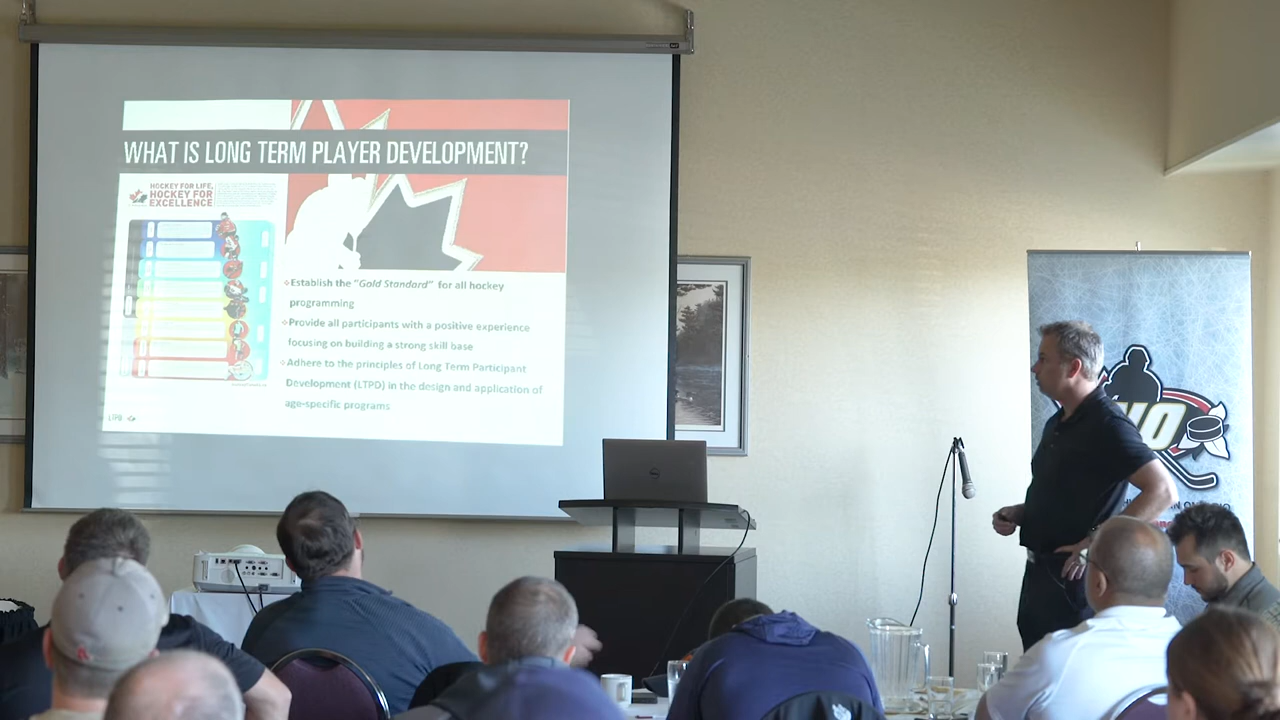 WHAT IS LONG TERM PLAYER DEVELOPMENT?
HOCKEY FOR LIFE,
HOCKEY FOR
EXCELLENCE
Establish the "Gold Standard" for all hockey
programming
Provide all participants with a positive experience
focusing on building a strong skill base
Adhere to the principles of Long Term Participant
Development (LTPD) in the design and application of
age-specific programs
LTPD